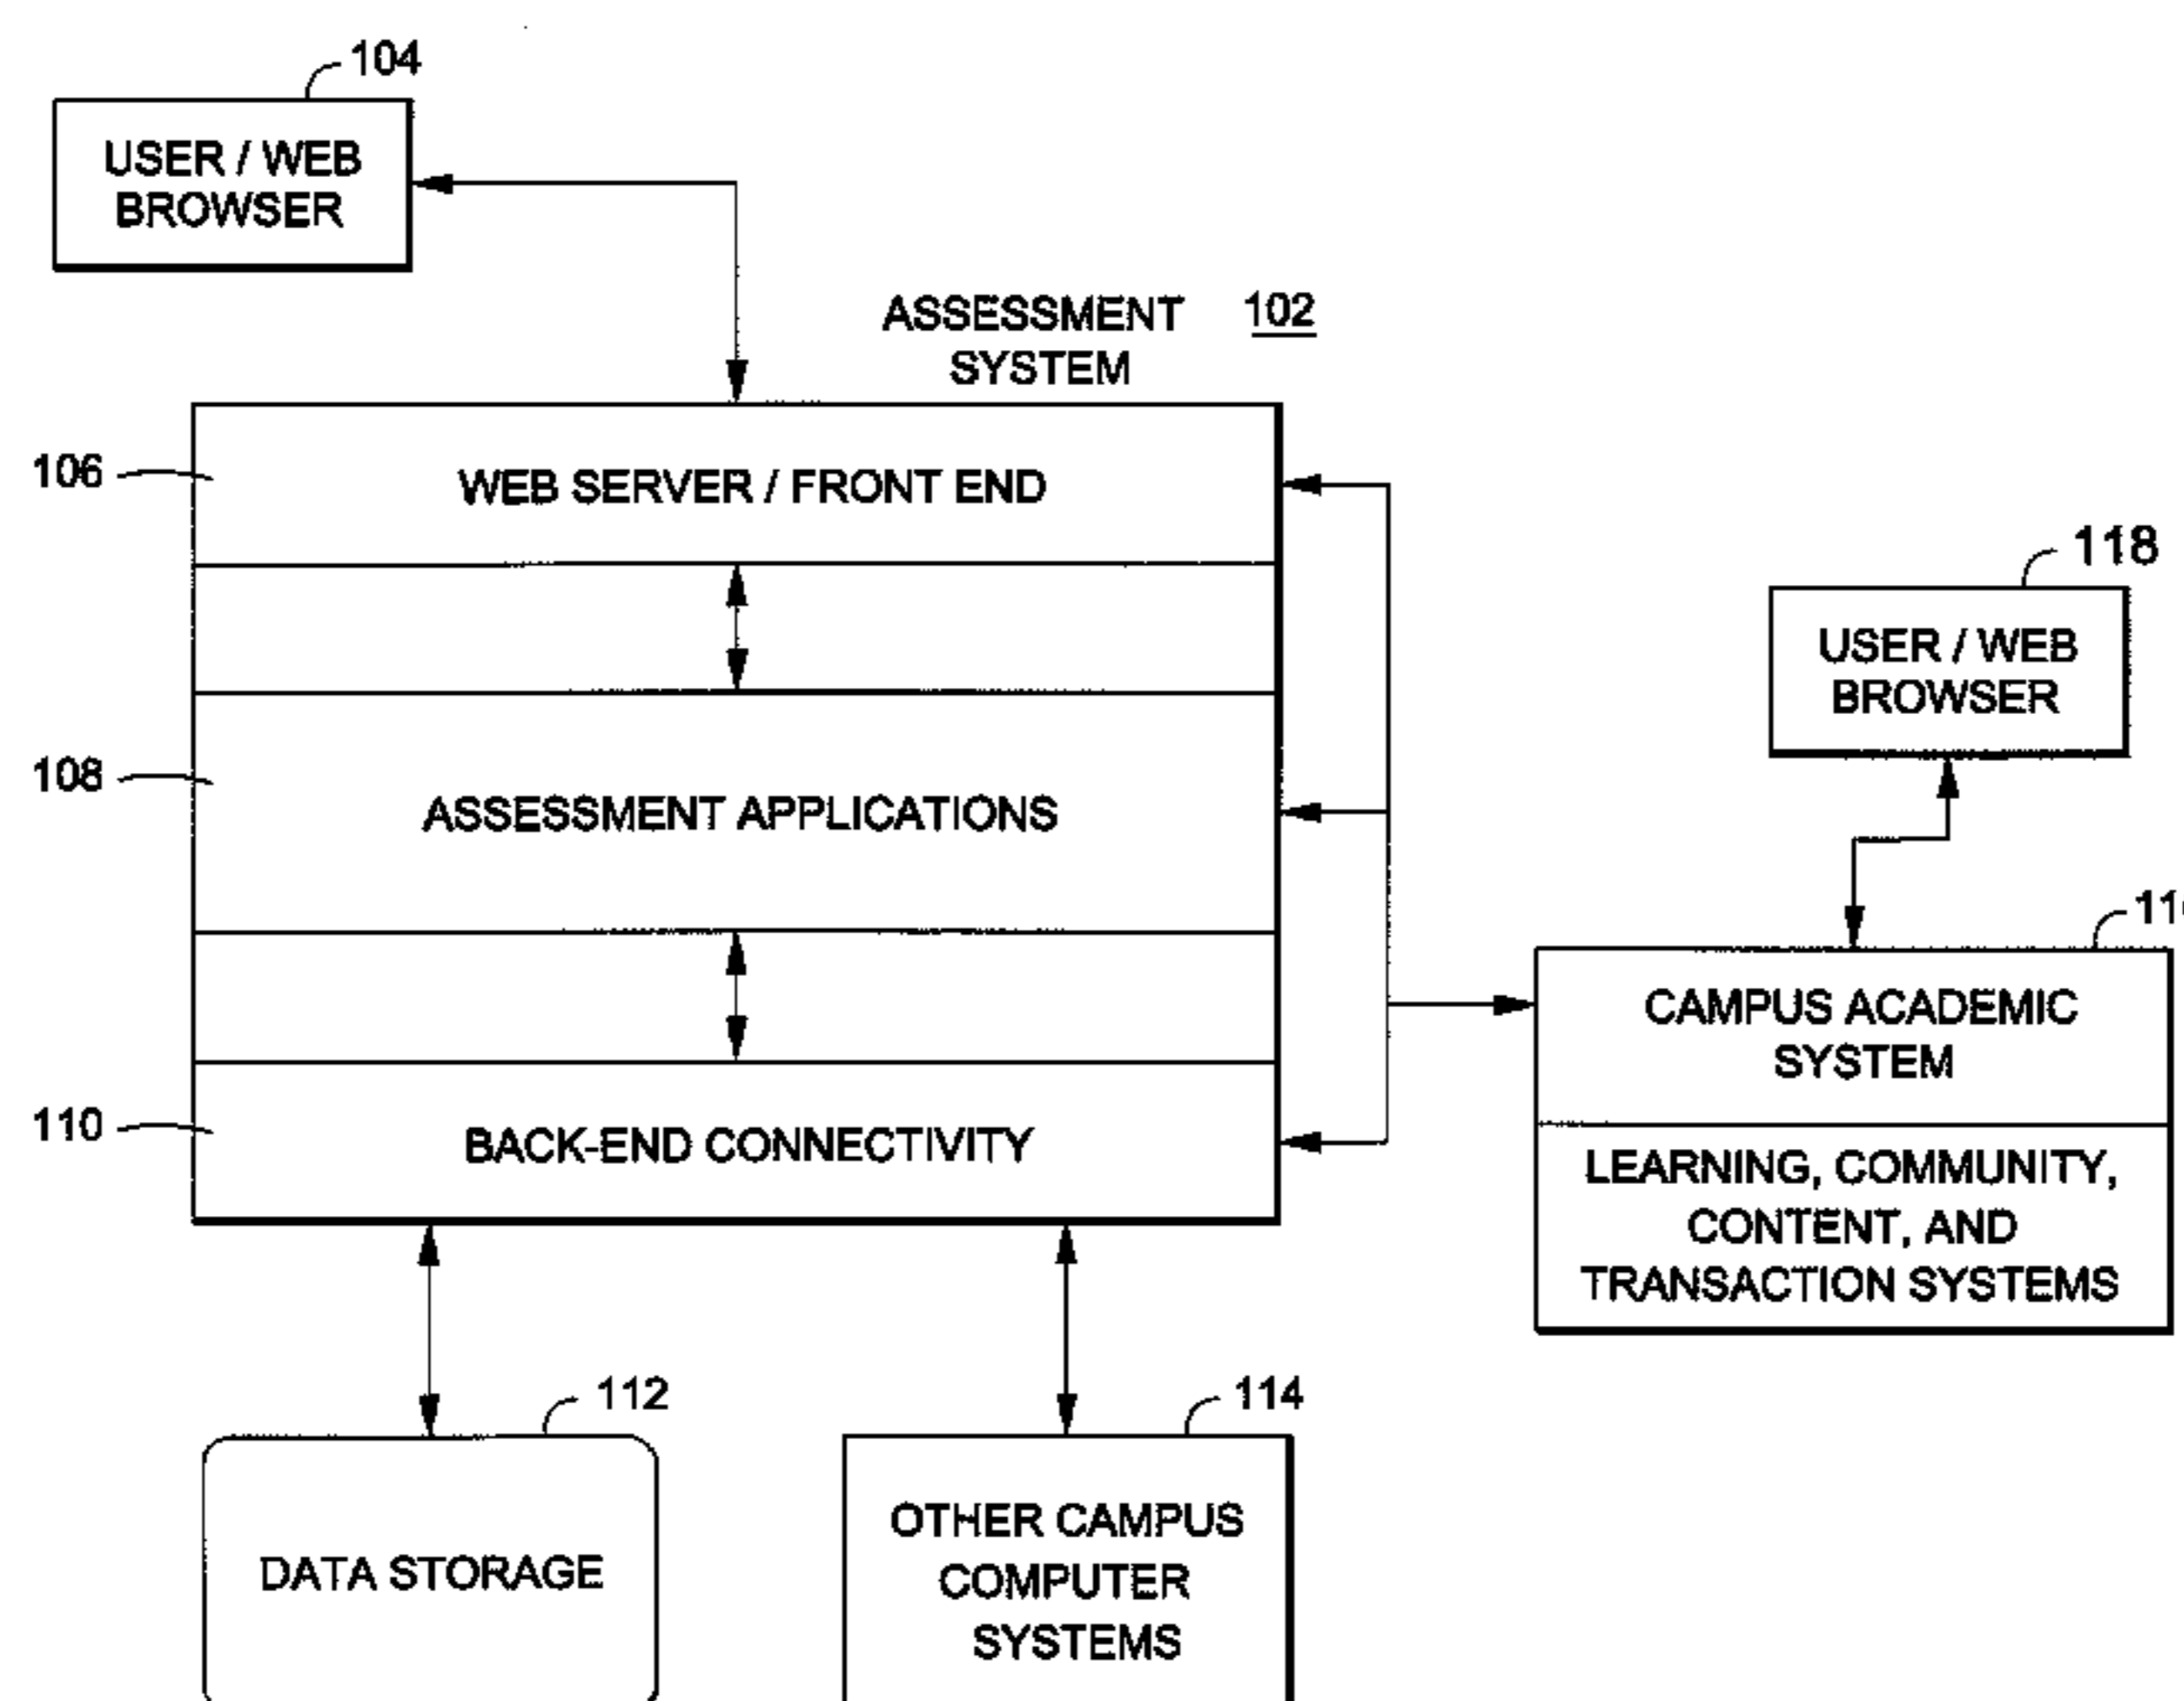 104
USER / WEB
BROWSER
ASSESSMENT 102
SYSTEM
106
WEB SERVER / FRONT END
118
USER / WEB
BROWSER
108
ASSESSMENT APPLICATIONS
CAMPUS ACADEMIC
SYSTEM
110
BACK-END CONNECTIVITY
LEARNING, COMMUNITY,
CONTENT, AND
TRANSACTION SYSTEMS
112
114
DATA STORAGE
OTHER CAMPUS
COMPUTER
SYSTEMS